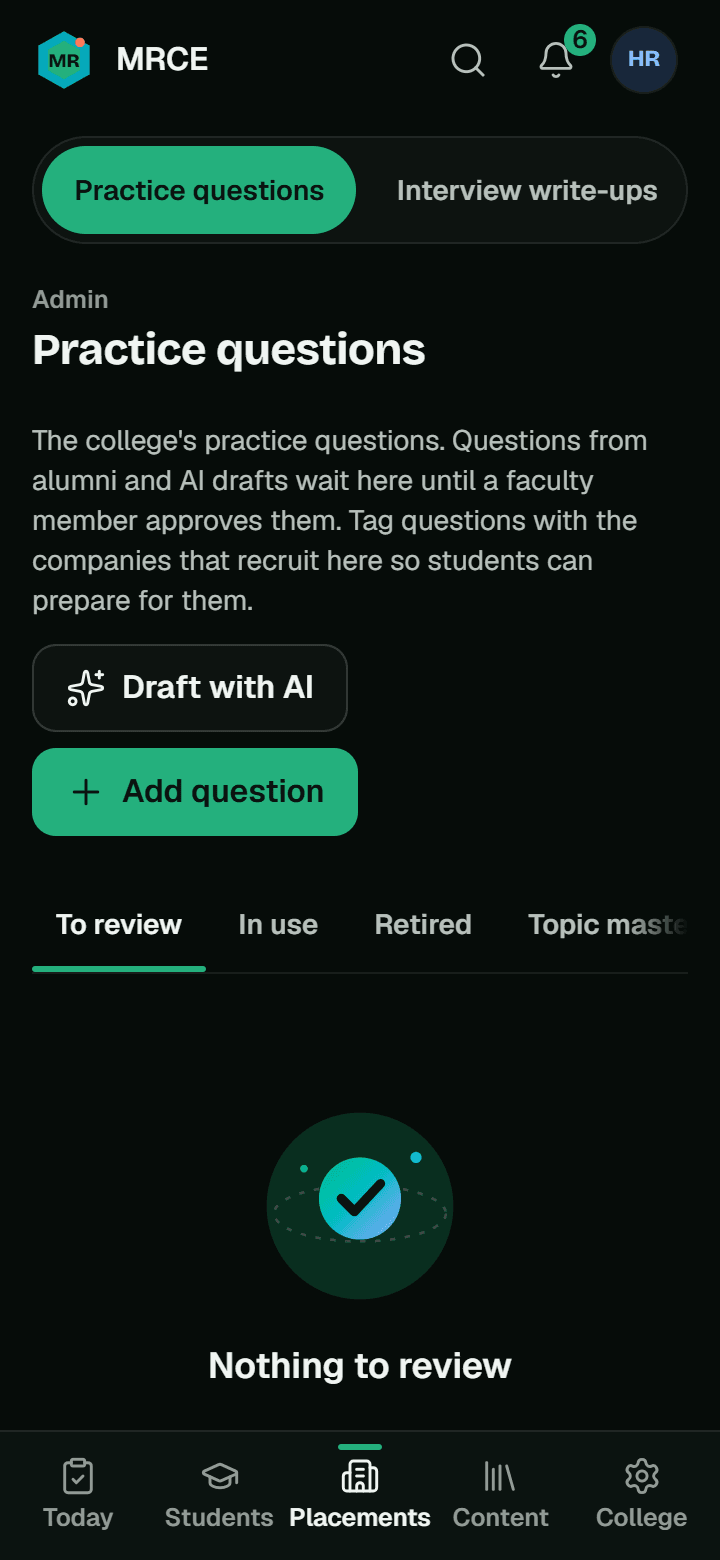 MR
MRCE
6
HR
Practice questions
Interview write-ups
Admin
Practice questions
The college's practice questions. Questions from
alumni and AI drafts wait here until a faculty
member approves them. Tag questions with the
companies that recruit here so students can
prepare for them.
Draft with AI
Add question
To review
In use
Retired
Topic maste
Nothing to review
Today
Students
Placements
Content
College